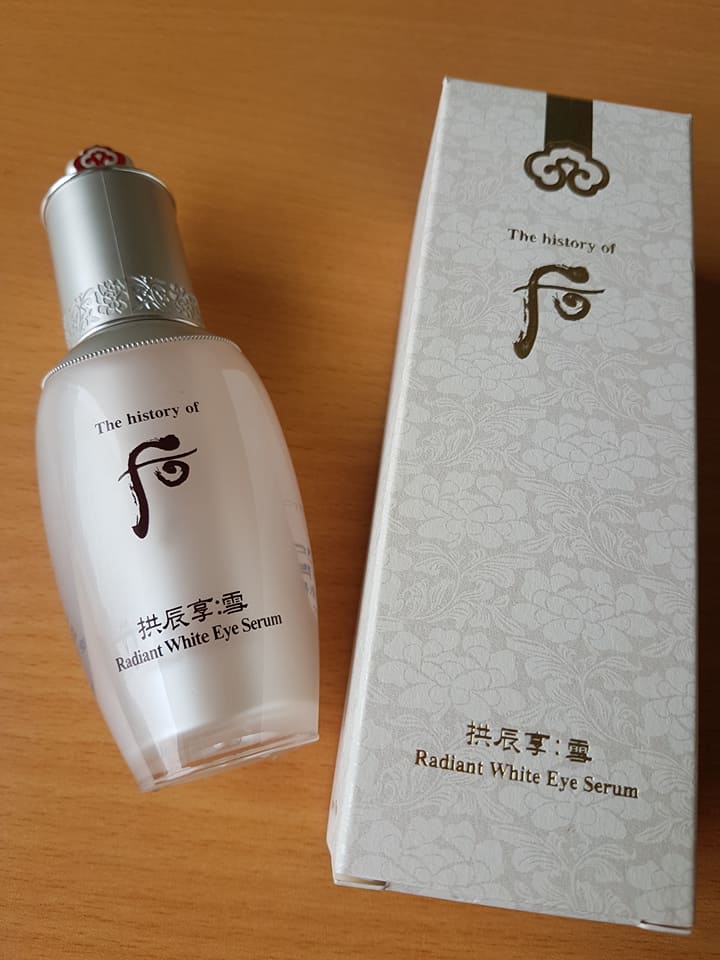 The history of
后
拱辰享:雪
Radiant White Eye Serum
The history of
后
拱辰享:雪
Radiant White Eye Serum